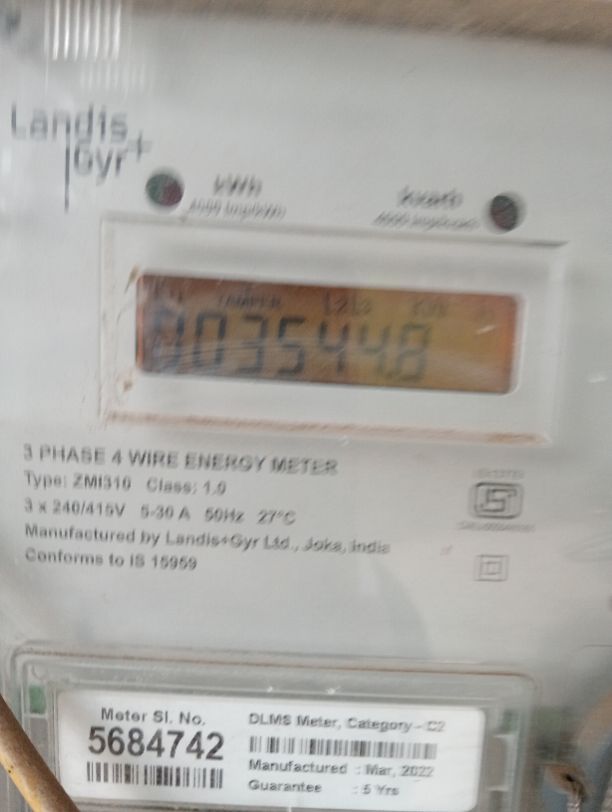 Landis
Gyr+
kWh
kvarh
TAMPER
0035448
3 PHASE 4 WIRE ENERGY METER
Type: ZMI310 Class: 1.0
3 x 240/415V 5-30 A 50Hz 27°C
Manufactured by Landis+Gyr Ltd., Joka, India
Conforms to IS 15959
Meter Sl. No.
5684742
DLMS Meter, Category - C2
Manufactured : Mar, 2022
Guarantee : 5 Yrs